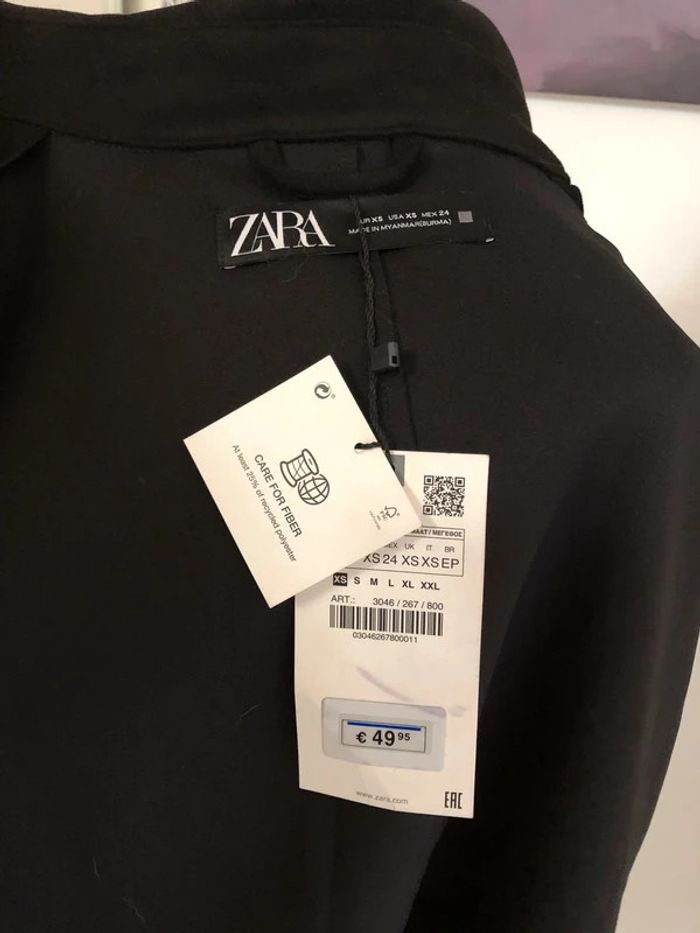 ZARA
XS USA XS MEX 24
MADE IN MYANMAR(BURMA)
CARE FOR FIBER
At least 25% of recycled polyester
UK IT BR
XS 24 XS XS EP
XS S M L XL XXL
ART.: 3046 / 267 / 800
03046267800011
€ 49 95
www.zara.com
EAC